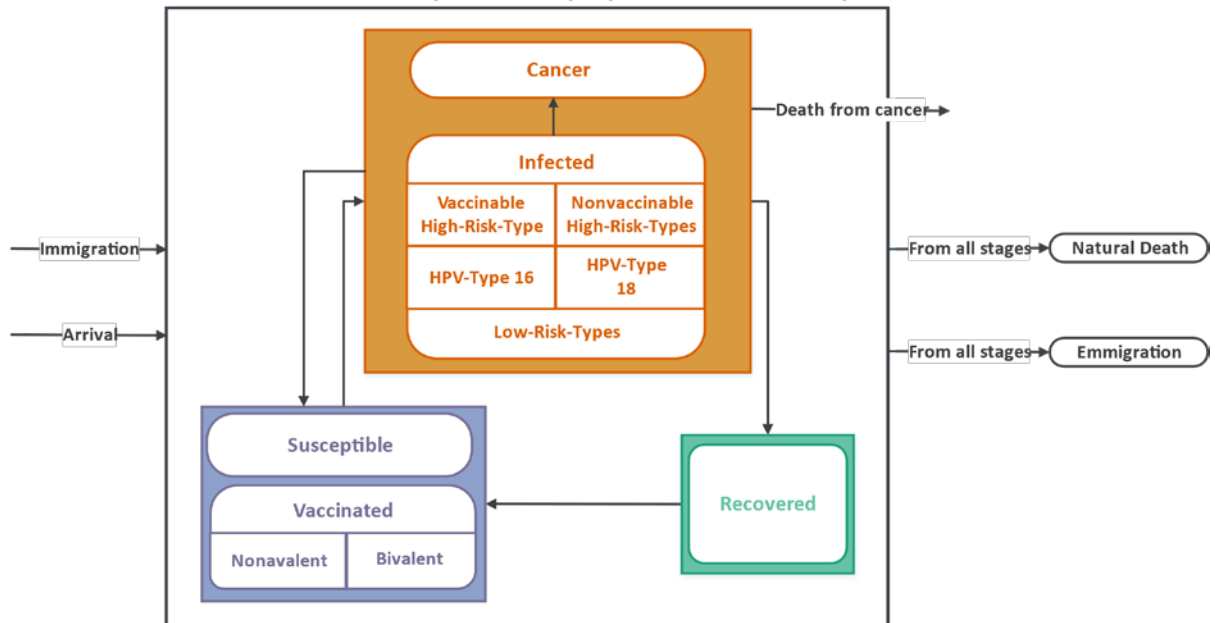 Cancer
Death from cancer
Infected
Vaccinable
High-Risk-Type
Nonvaccinable
High-Risk-Types
Immigration
From all stages
Natural Death
HPV-Type 16
HPV-Type
18
Arrival
Low-Risk-Types
From all stages
Emmigration
Susceptible
Vaccinated
Nonavalent
Bivalent
Recovered